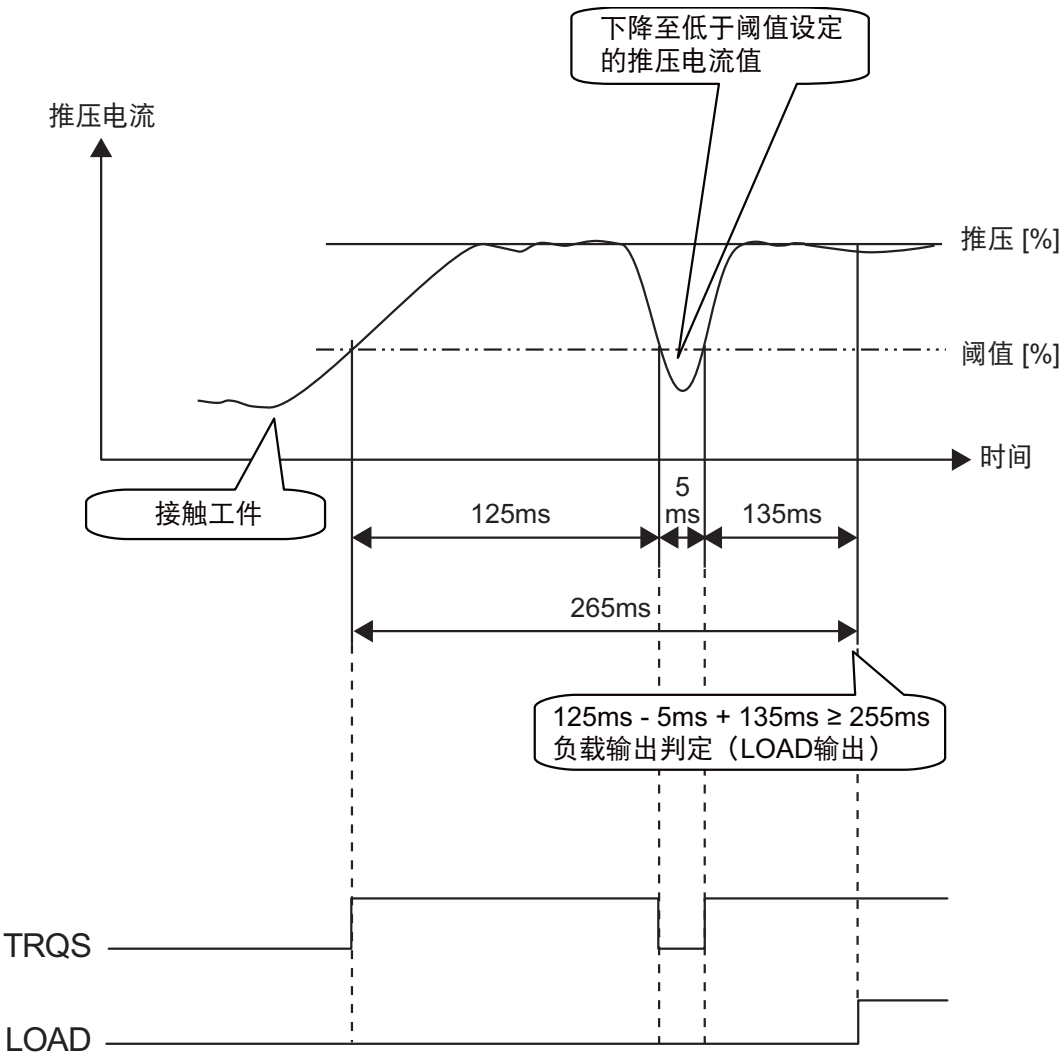 下降至低于阈值设定
的推压电流值
推压电流
推压 [%]
阈值 [%]
时间
接触工件
125ms
5
ms
135ms
265ms
125ms - 5ms + 135ms ≥ 255ms
负载输出判定（LOAD输出）
TRQS
LOAD